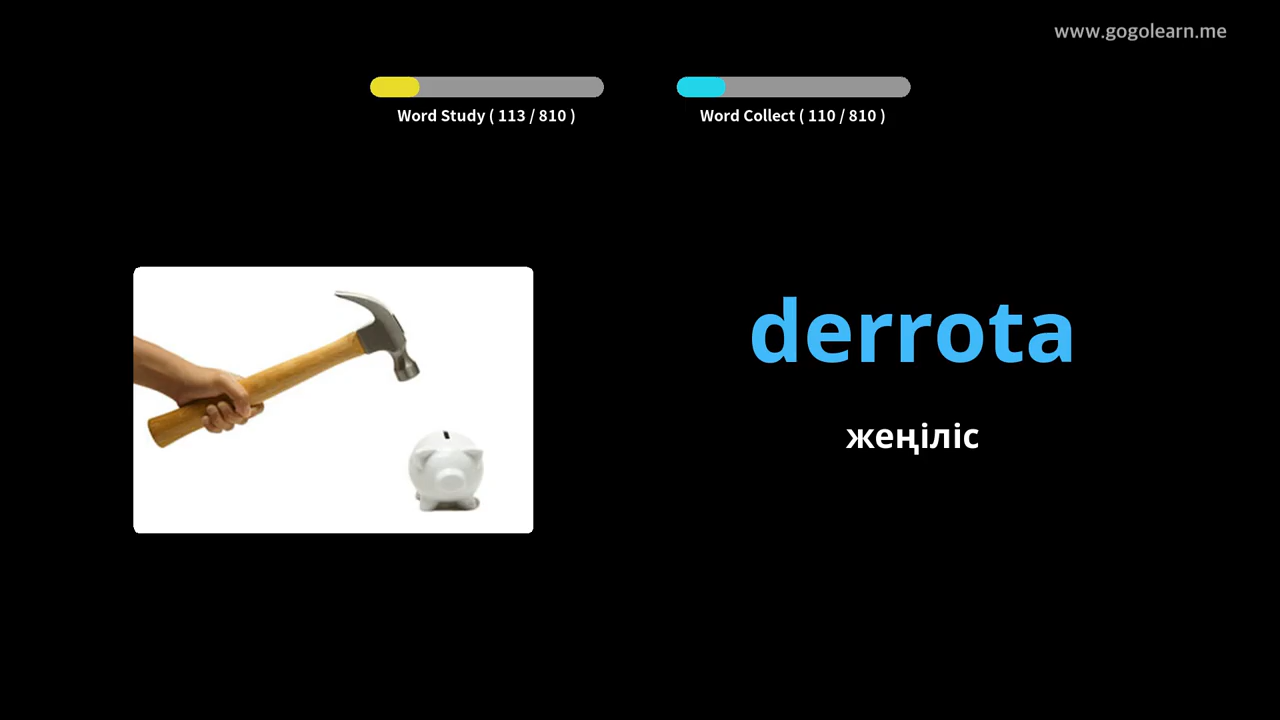 www.gogolearn.me
Word Study ( 113 / 810 )
Word Collect ( 110 / 810 )
derrota
жеңіліс